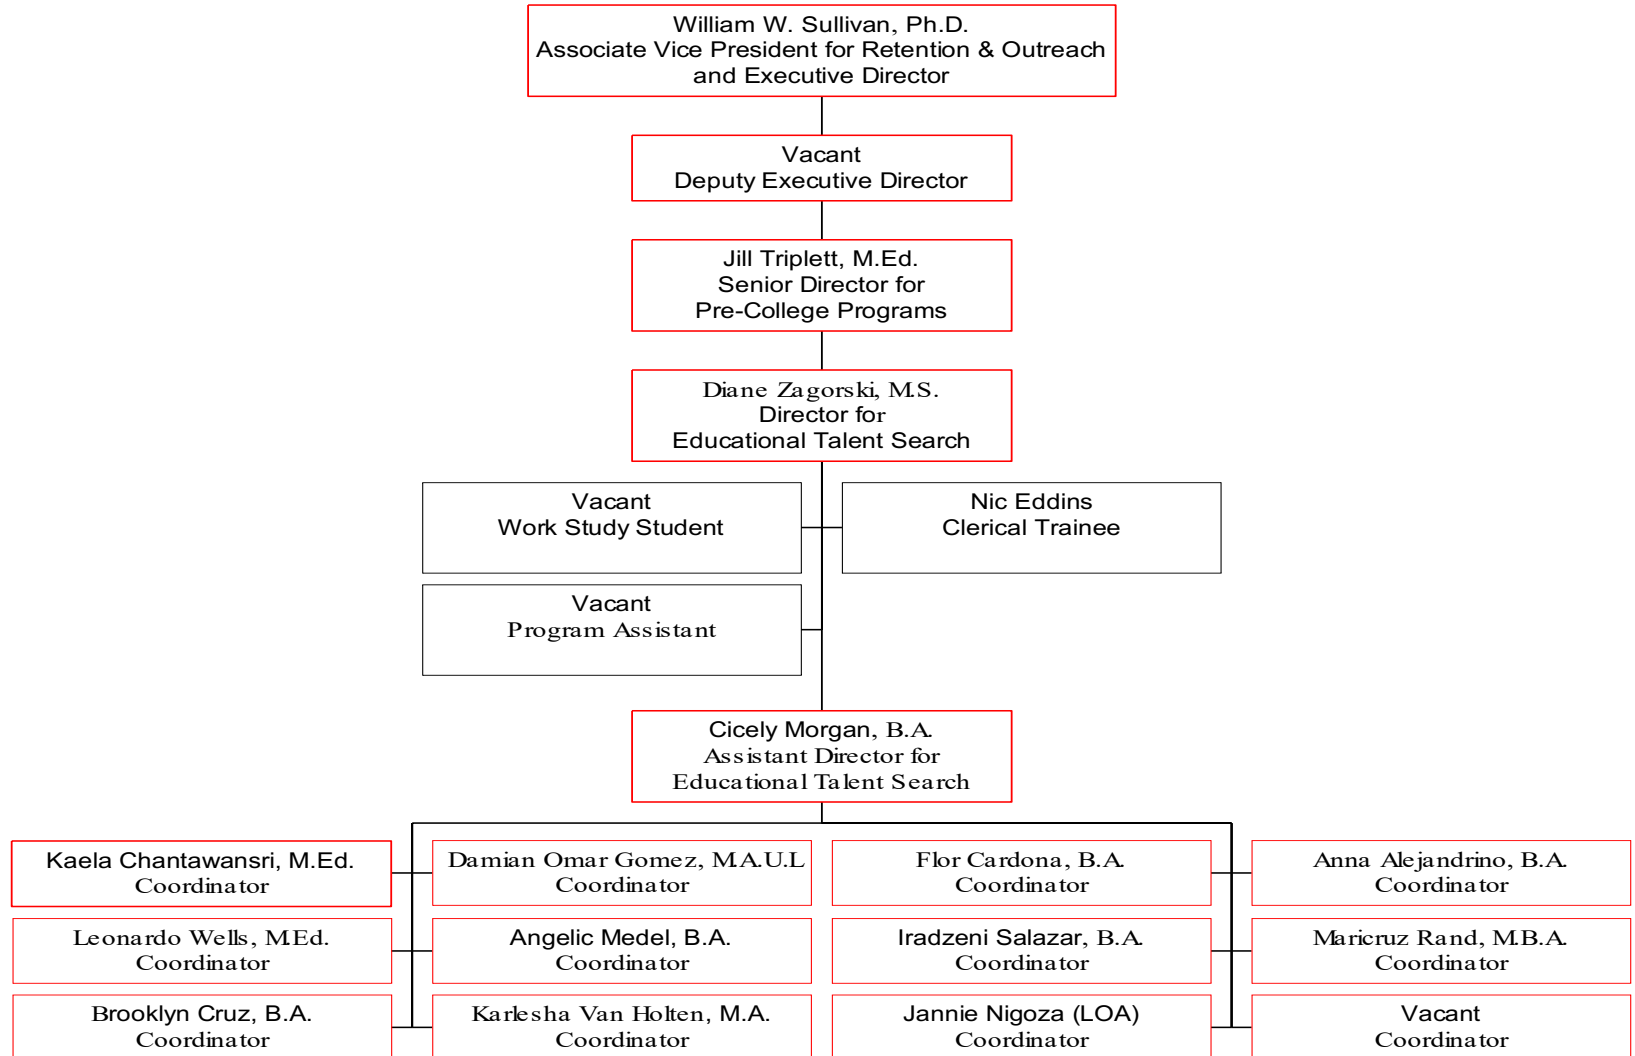 William W. Sullivan, Ph.D.
Associate Vice President for Retention & Outreach
and Executive Director
Vacant
Deputy Executive Director
Jill Triplett, M.Ed.
Senior Director for
Pre-College Programs
Diane Zagorski, M.S.
Director for
Educational Talent Search
Vacant
Work Study Student
Nic Eddins
Clerical Trainee
Vacant
Program Assistant
Cicely Morgan, B.A.
Assistant Director for
Educational Talent Search
Kaela Chantawansri, M.Ed.
Coordinator
Damian Omar Gomez, M.A.U.L
Coordinator
Flor Cardona, B.A.
Coordinator
Anna Alejandrino, B.A.
Coordinator
Leonardo Wells, M.Ed.
Coordinator
Angelic Medel, B.A.
Coordinator
Iradzeni Salazar, B.A.
Coordinator
Maricruz Rand, M.B.A.
Coordinator
Brooklyn Cruz, B.A.
Coordinator
Karlesha Van Holten, M.A.
Coordinator
Jannie Nigoza (LOA)
Coordinator
Vacant
Coordinator